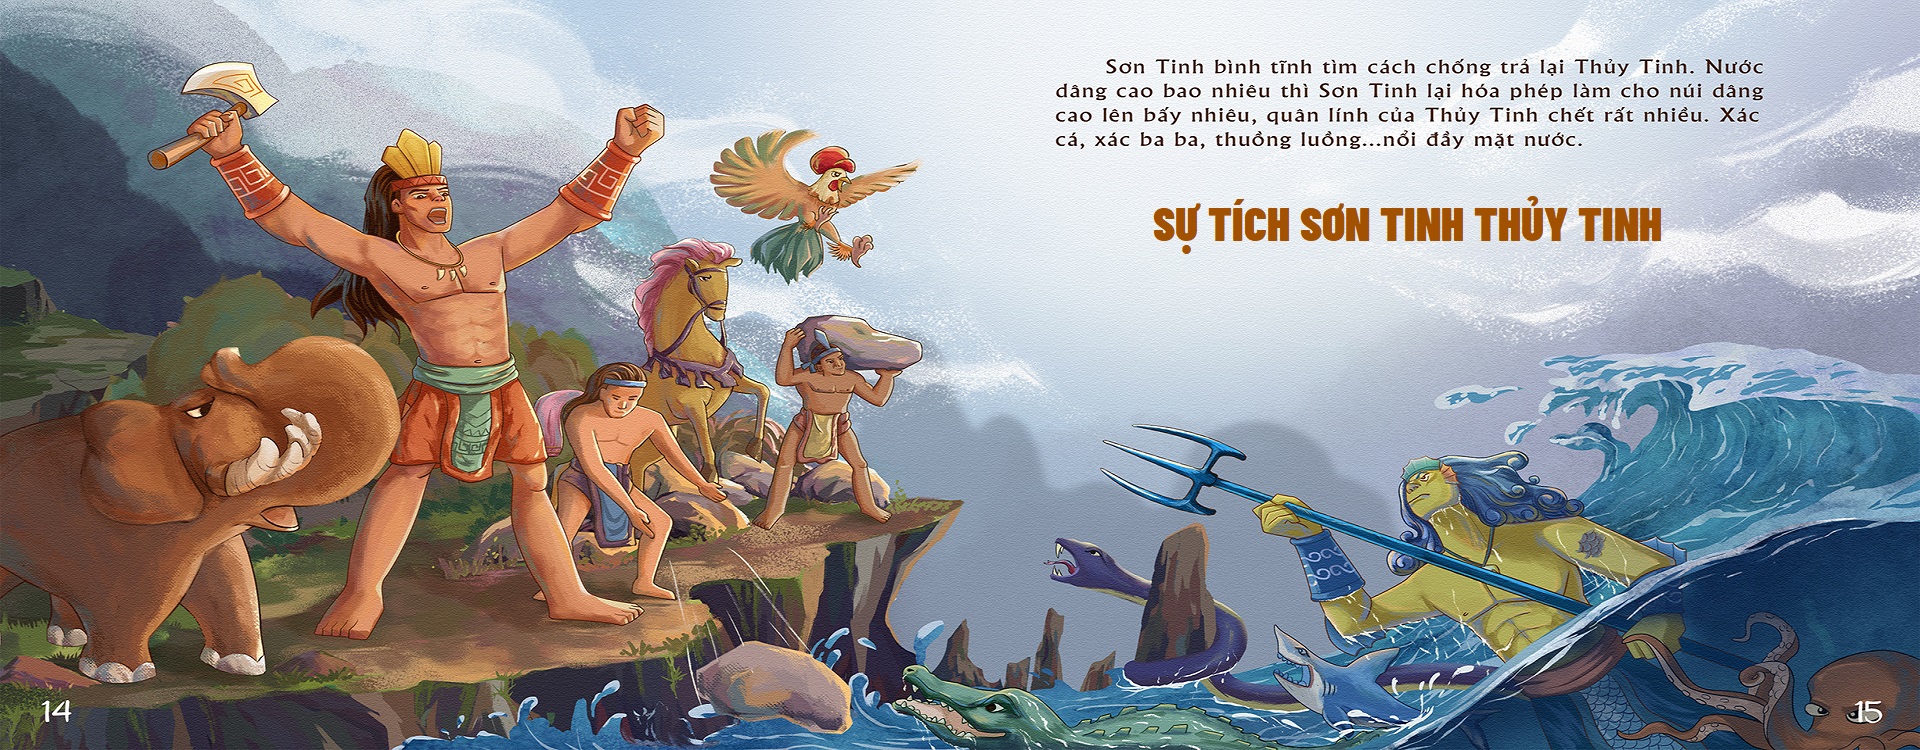 Sơn Tinh bình tĩnh tìm cách chống trả lại Thủy Tinh. Nước
dâng cao bao nhiêu thì Sơn Tinh lại hóa phép làm cho núi dâng
cao lên bấy nhiêu, quân lính của Thủy Tinh chết rất nhiều. Xác
cá, xác ba ba, thuồng luồng...nổi đầy mặt nước.
SỰ TÍCH SƠN TINH THỦY TINH
14
15